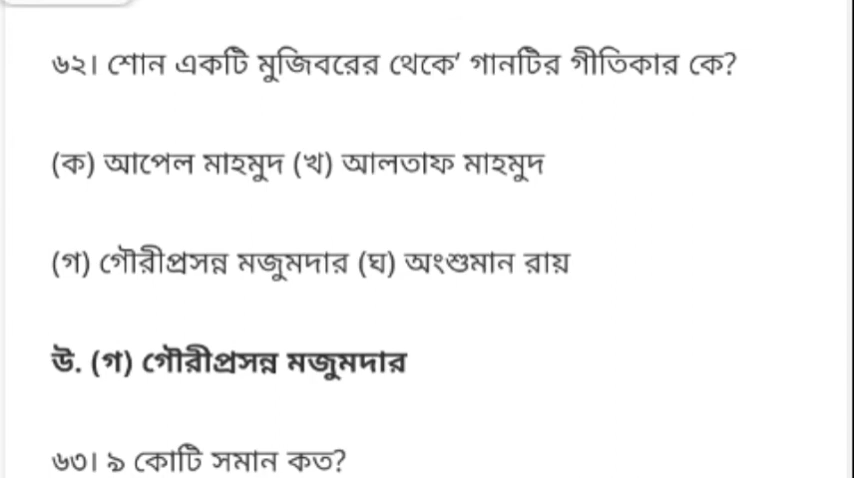 ৬২। শোন একটি মুজিবরের থেকে’ গানটির গীতিকার কে?
(ক) আপেল মাহমুদ (খ) আলতাফ মাহমুদ
(গ) গৌরীপ্রসন্ন মজুমদার (ঘ) অংশুমান রায়
উ. (গ) গৌরীপ্রসন্ন মজুমদার
৬৩। ৯ কোটি সমান কত?